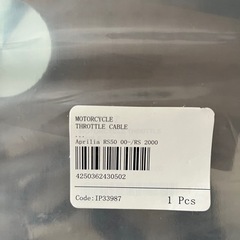 MOTORCYCLE
THROTTLE CABLE
...
Aprilia RS50 00-/RS 2000
4250362430502
Code:IP33987 1 Pcs